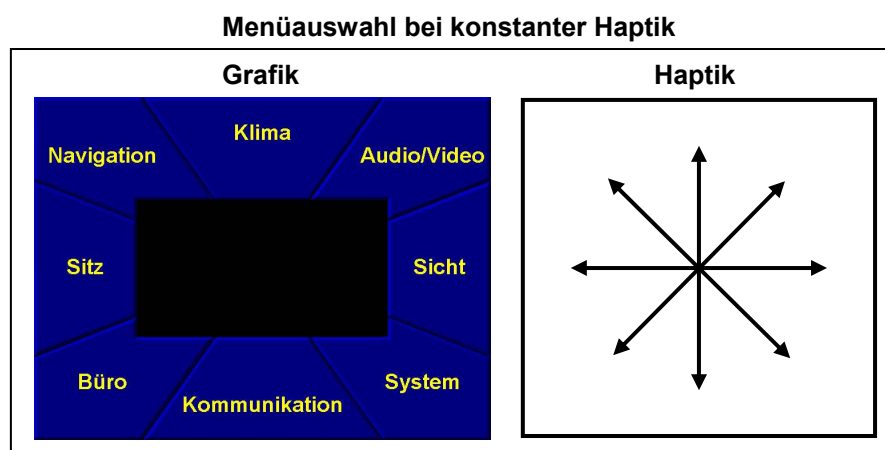 Menüauswahl bei konstanter Haptik
Grafik
Haptik
Klima
Navigation
Audio/Video
Sitz
Sicht
Büro
System
Kommunikation